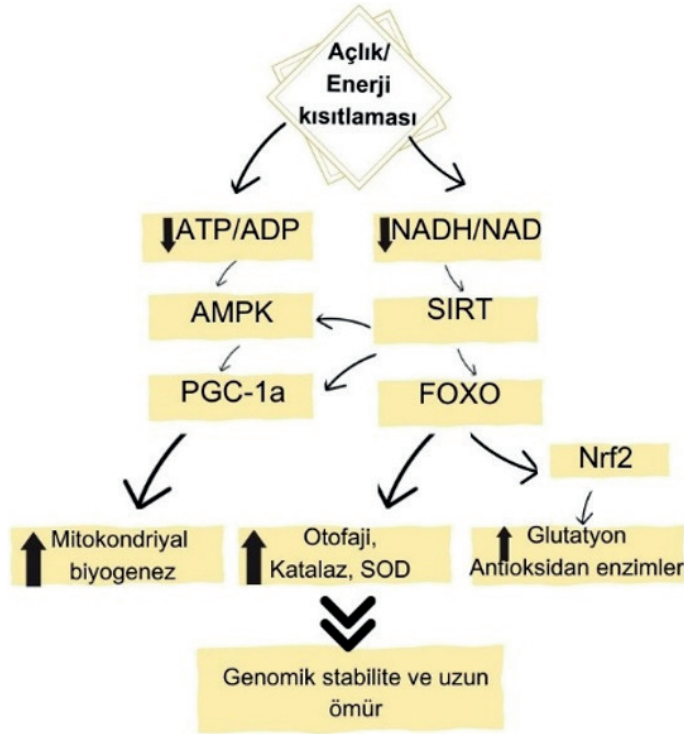 Açlık/
Enerji
kısıtlaması
ATP/ADP
NADH/NAD
AMPK
SIRT
PGC-1a
FOXO
Nrf2
Mitokondriyal
biyogenez
Otofaji,
Katalaz, SOD
Glutatyon
Antioksidan enzimler
Genomik stabilite ve uzun
ömür